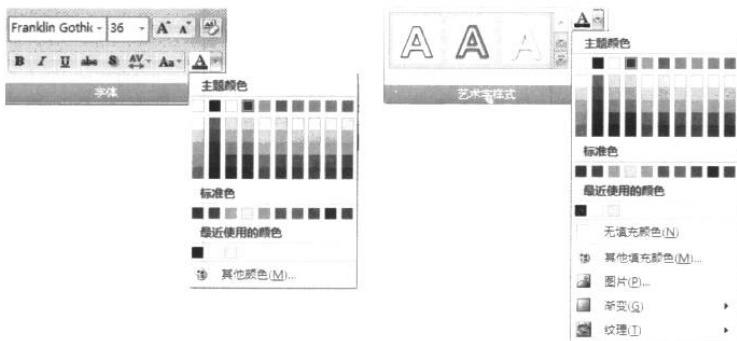 Franklin Gothic 36 A A
B I U abc S AV Aa A
字体
主题颜色
标准色
最近使用的颜色
其他颜色(M)...
A A A A
艺术字样式
主题颜色
标准色
最近使用的颜色
无填充颜色(N)
其他填充颜色(M)...
图片(P)...
渐变(G)
纹理(T)